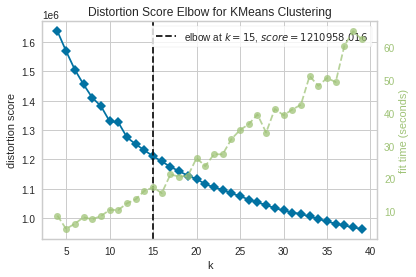 Distortion Score Elbow for KMeans Clustering
1e6
elbow at k = 15, score = 1210958.016
1.6
1.5
1.4
1.3
1.2
1.1
1.0
distortion score
60
50
40
30
20
10
fit time (seconds)
5 10 15 20 25 30 35 40
k